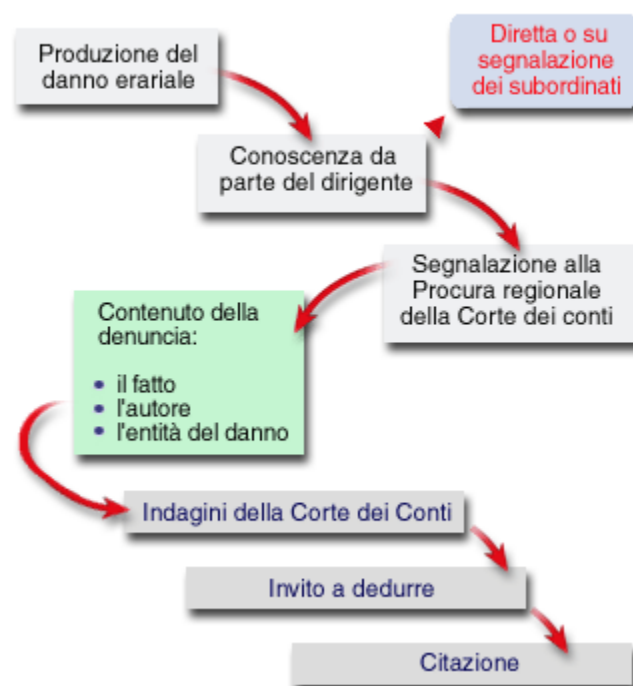 Produzione del
danno erariale
Diretta o su
segnalazione
dei subordinati
Conoscenza da
parte del dirigente
Segnalazione alla
Procura regionale
della Corte dei conti
Contenuto della
denuncia:
• il fatto
• l'autore
• l'entità del danno
Indagini della Corte dei Conti
Invito a dedurre
Citazione